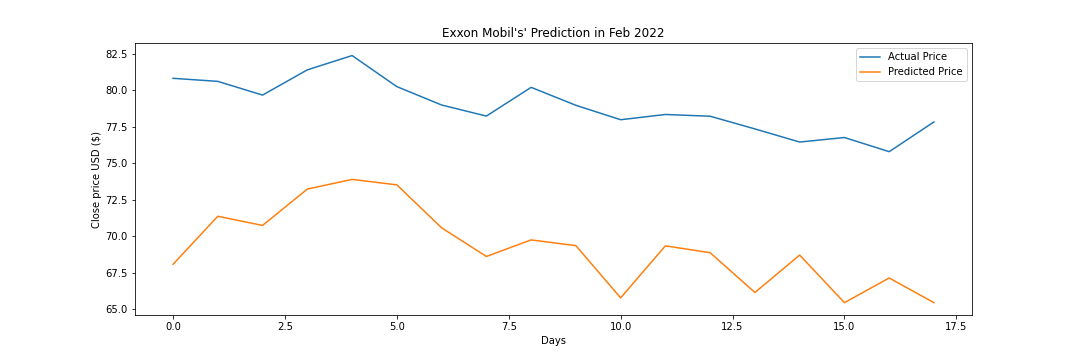 Exxon Mobil's' Prediction in Feb 2022
Actual Price
Predicted Price
Close price USD ($)
82.5
80.0
77.5
75.0
72.5
70.0
67.5
65.0
0.0 2.5 5.0 7.5 10.0 12.5 15.0 17.5
Days